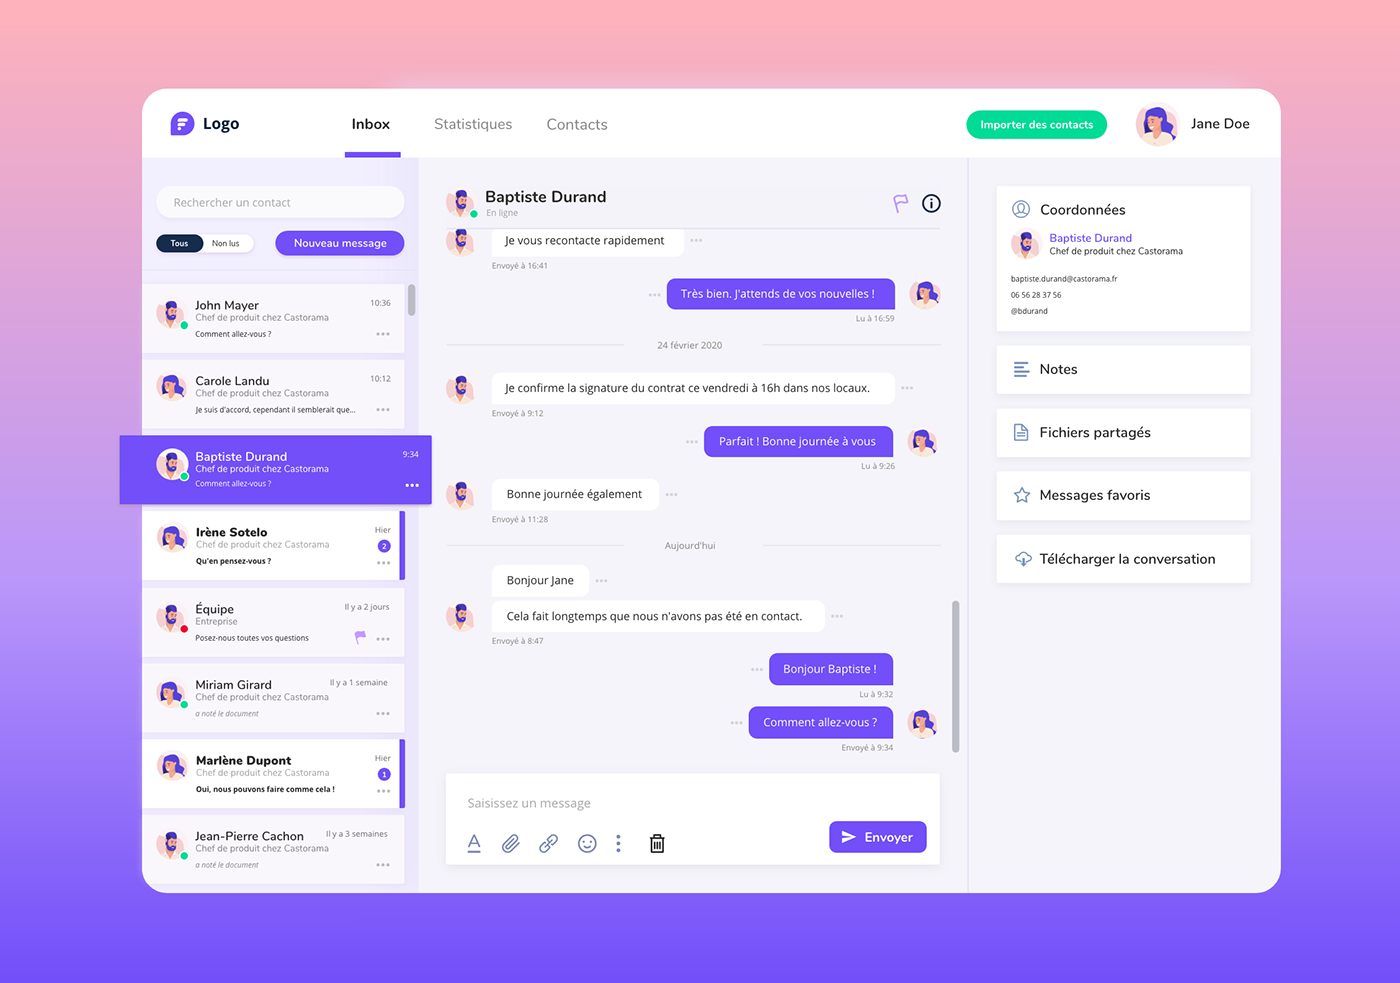 Logo
Inbox
Statistiques
Contacts
Importer des contacts
Jane Doe
Rechercher un contact
Tous
Non lus
Nouveau message
John Mayer
10:36
Chef de produit chez Castorama
Comment allez-vous ?
Carole Landu
10:12
Chef de produit chez Castorama
Je suis d'accord, cependant il semblerait que...
Baptiste Durand
9:34
Chef de produit chez Castorama
Comment allez-vous ?
Irène Sotelo
Hier
Chef de produit chez Castorama
2
Qu'en pensez-vous ?
Équipe
Il y a 2 jours
Entreprise
Posez-nous toutes vos questions
Miriam Girard
Il y a 1 semaine
Chef de produit chez Castorama
a noté le document
Marlène Dupont
Hier
Chef de produit chez Castorama
1
Oui, nous pouvons faire comme cela !
Jean-Pierre Cachon
Il y a 3 semaines
Chef de produit chez Castorama
a noté le document
Baptiste Durand
En ligne
Je vous recontacte rapidement
Envoyé à 16:41
Très bien. J'attends de vos nouvelles !
Lu à 16:59
24 février 2020
Je confirme la signature du contrat ce vendredi à 16h dans nos locaux.
Envoyé à 9:12
Parfait ! Bonne journée à vous
Lu à 9:26
Bonne journée également
Envoyé à 11:28
Aujourd'hui
Bonjour Jane
Cela fait longtemps que nous n'avons pas été en contact.
Envoyé à 8:47
Bonjour Baptiste !
Lu à 9:32
Comment allez-vous ?
Envoyé à 9:34
Saisissez un message
Envoyer
Coordonnées
Baptiste Durand
Chef de produit chez Castorama
baptiste.durand@castorama.fr
06 56 28 37 56
@bdurand
Notes
Fichiers partagés
Messages favoris
Télécharger la conversation